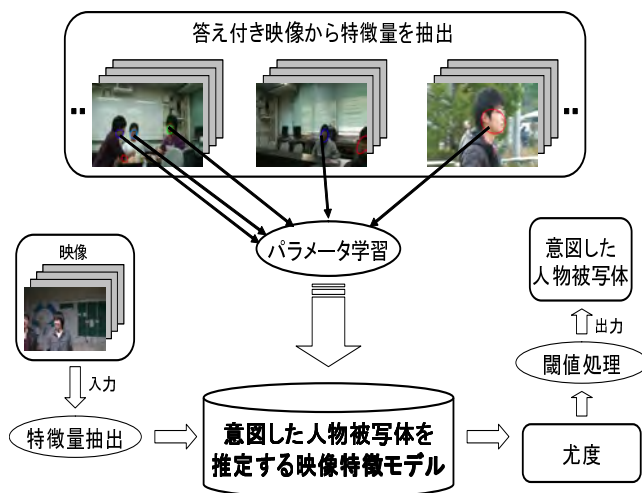 答え付き映像から特徴量を抽出
パラメータ学習
映像
入力
特徴量抽出
意図した人物被写体を
推定する映像特徴モデル
尤度
閾値処理
出力
意図した
人物被写体